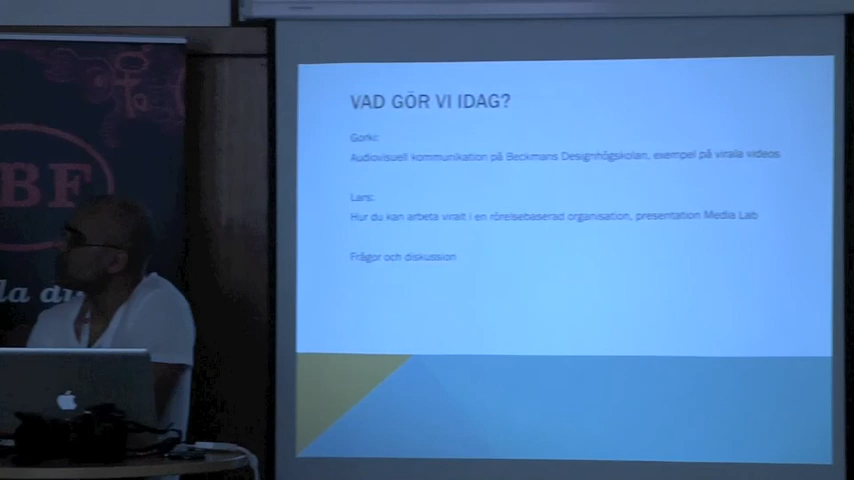 VAD GÖR VI IDAG?
Gorki:
Audiovisuell kommunikation på Beckmans Designhögskolan, exempel på virala videos
Lars:
Hur du kan arbeta viralt i en rörelsebaserad organisation, presentation Media Lab
Frågor och diskussion
BF